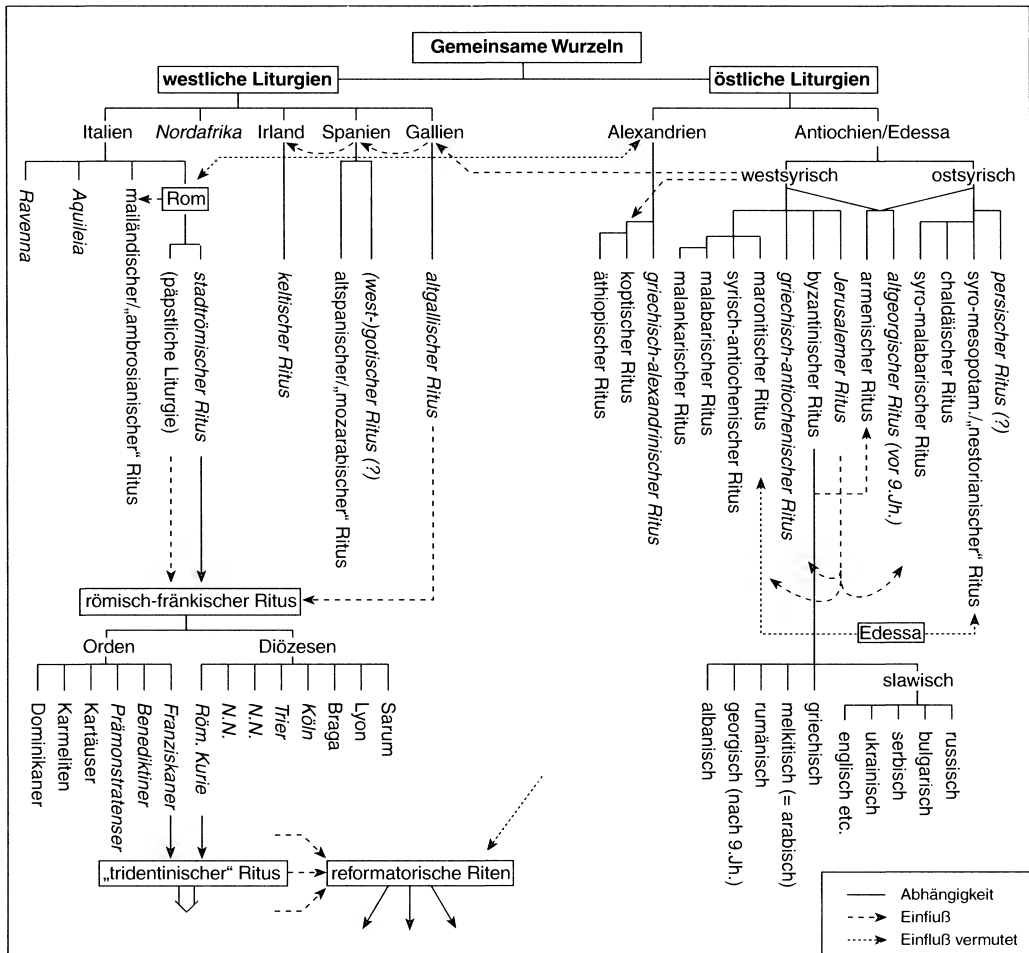 Gemeinsame Wurzeln
westliche Liturgien
östliche Liturgien
Italien
Nordafrika
Irland
Spanien
Gallien
Alexandrien
Antiochien/Edessa
westsyrisch
ostsyrisch
Ravenna
Aquileia
mailändischer/„ambrosianischer“ Ritus
Rom
(päpstliche Liturgie)
stadtrömischer Ritus
keltischer Ritus
altspanischer/„mozarabischer“ Ritus
(west-)gotischer Ritus (?)
altgallischer Ritus
äthiopischer Ritus
koptischer Ritus
griechisch-alexandrinischer Ritus
malankarischer Ritus
malabarischer Ritus
syrisch-antiochenischer Ritus
maronitischer Ritus
griechisch-antiochenischer Ritus
byzantinischer Ritus
Jerusalemer Ritus
armenischer Ritus
altgeorgischer Ritus (vor 9.Jh.)
syro-malabarischer Ritus
chaldäischer Ritus
syro-mesopotam./„nestorianischer“ Ritus
persischer Ritus (?)
römisch-fränkischer Ritus
Edessa
Orden
Diözesen
Dominikaner
Karmeliten
Kartäuser
Prämonstratenser
Benediktiner
Franziskaner
Röm. Kurie
N.N.
N.N.
Trier
Köln
Braga
Lyon
Sarum
slawisch
albanisch
georgisch (nach 9.Jh.)
rumänisch
melkitisch (= arabisch)
griechisch
englisch etc.
ukrainisch
serbisch
bulgarisch
russisch
„tridentinischer“ Ritus
reformatorische Riten
Abhängigkeit
Einfluß
Einfluß vermutet